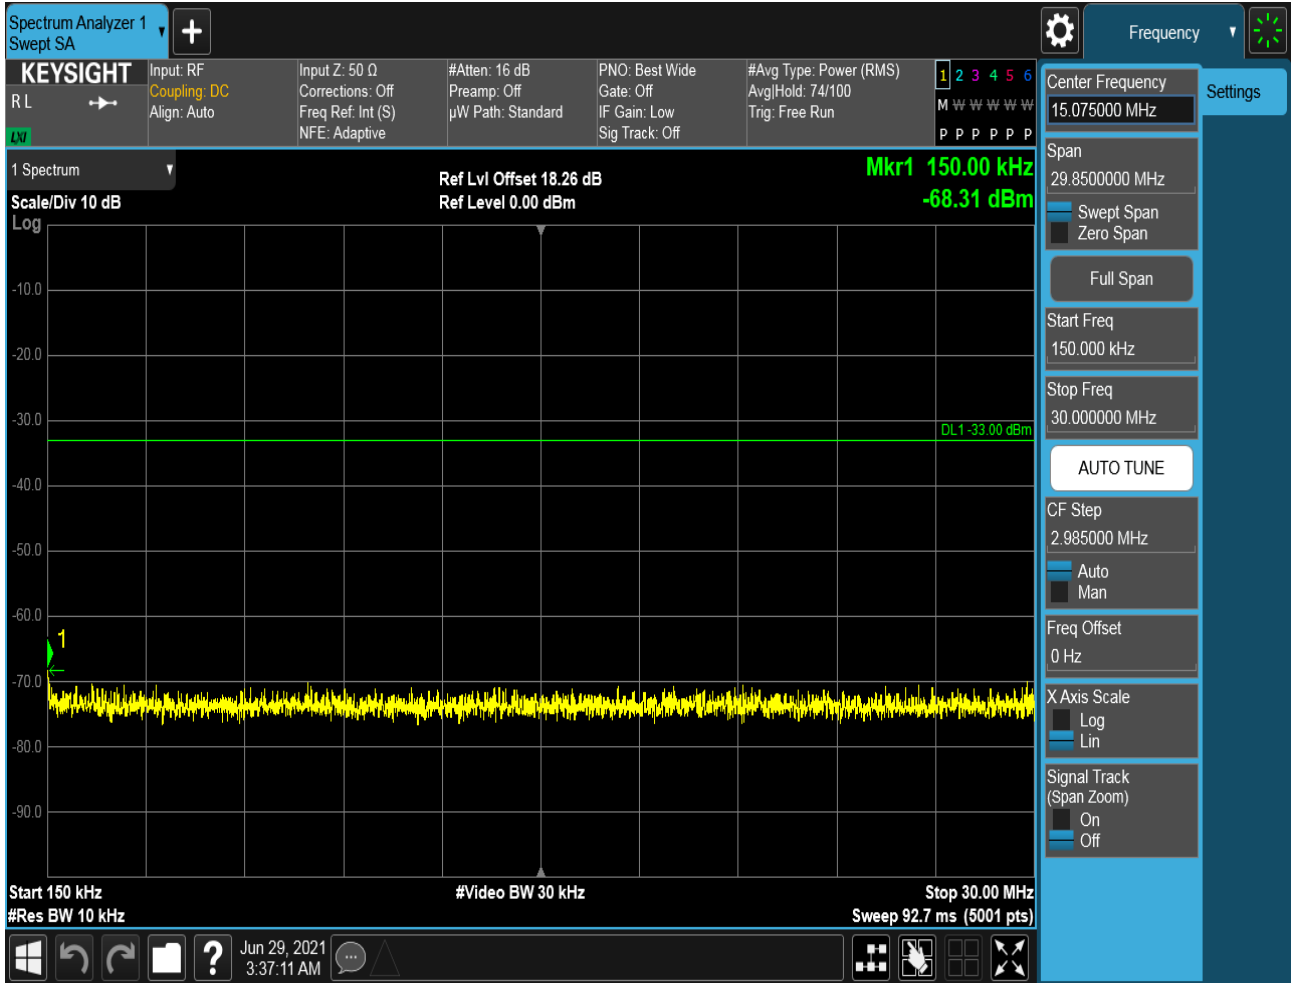 Spectrum Analyzer 1
Swept SA
+
Frequency
KEYSIGHT
R L
LXI
Input: RF
Coupling: DC
Align: Auto
Input Z: 50 Ω
Corrections: Off
Freq Ref: Int (S)
NFE: Adaptive
#Atten: 16 dB
Preamp: Off
µW Path: Standard
PNO: Best Wide
Gate: Off
IF Gain: Low
Sig Track: Off
#Avg Type: Power (RMS)
Avg|Hold: 74/100
Trig: Free Run
1 2 3 4 5 6
M W W W W W
P P P P P P
1 Spectrum
Scale/Div 10 dB
Log
Ref Lvl Offset 18.26 dB
Ref Level 0.00 dBm
Mkr1 150.00 kHz
-68.31 dBm
-10.0
-20.0
-30.0
DL1 -33.00 dBm
-40.0
-50.0
-60.0
1
-70.0
-80.0
-90.0
Start 150 kHz
#Res BW 10 kHz
#Video BW 30 kHz
Stop 30.00 MHz
Sweep 92.7 ms (5001 pts)
Center Frequency
15.075000 MHz
Settings
Span
29.8500000 MHz
Swept Span
Zero Span
Full Span
Start Freq
150.000 kHz
Stop Freq
30.000000 MHz
AUTO TUNE
CF Step
2.985000 MHz
Auto
Man
Freq Offset
0 Hz
X Axis Scale
Log
Lin
Signal Track
(Span Zoom)
On
Off
?
Jun 29, 2021
3:37:11 AM